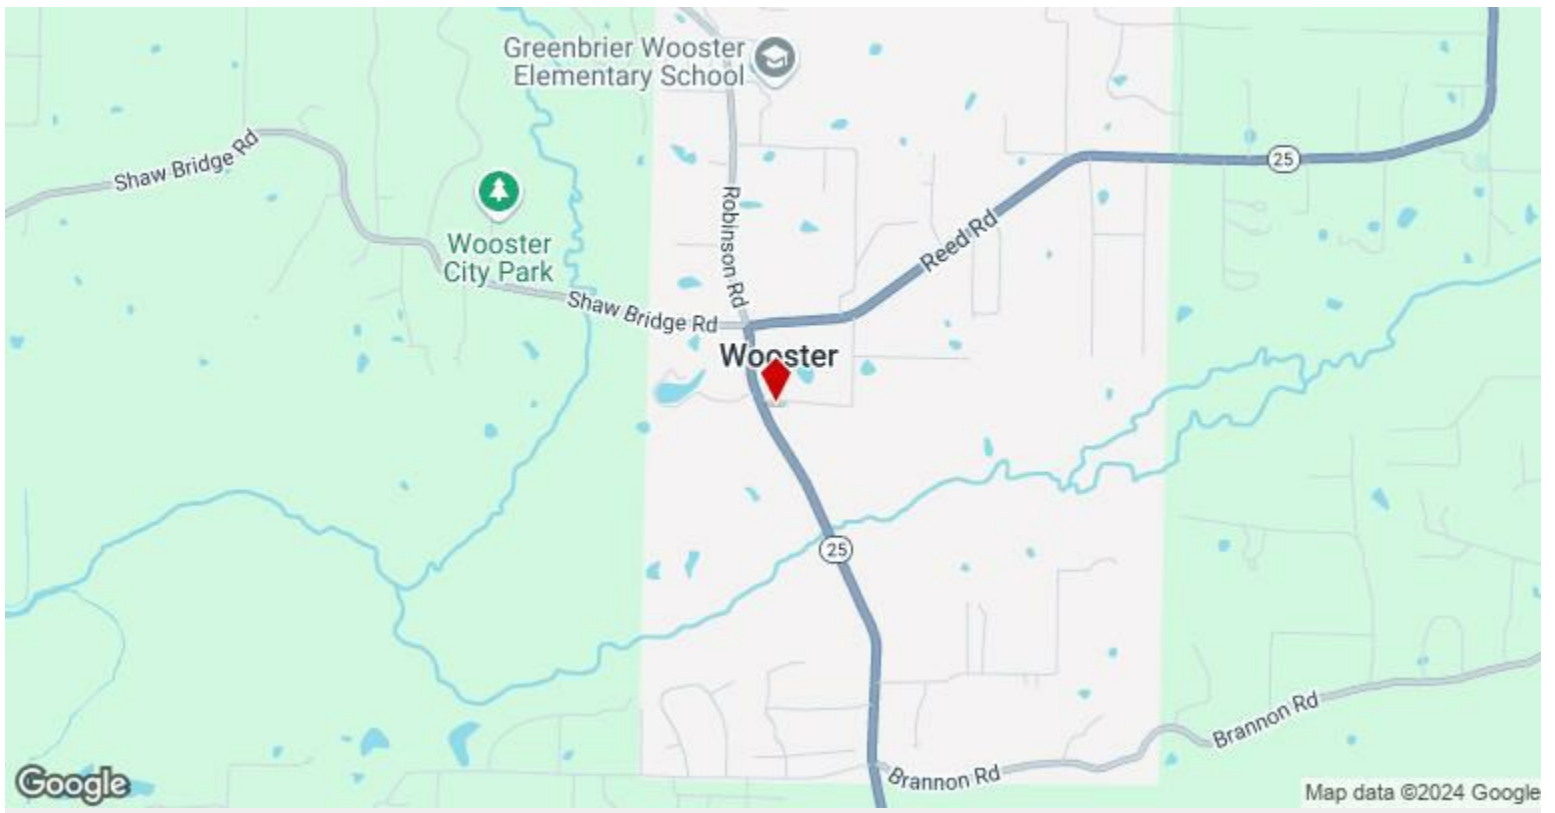 Greenbrier Wooster
Elementary School
Shaw Bridge Rd
25
Robinson Rd
Reed Rd
Wooster
City Park
Shaw Bridge Rd
Wooster
25
Brannon Rd
Brannon Rd
Google
Map data ©2024 Google